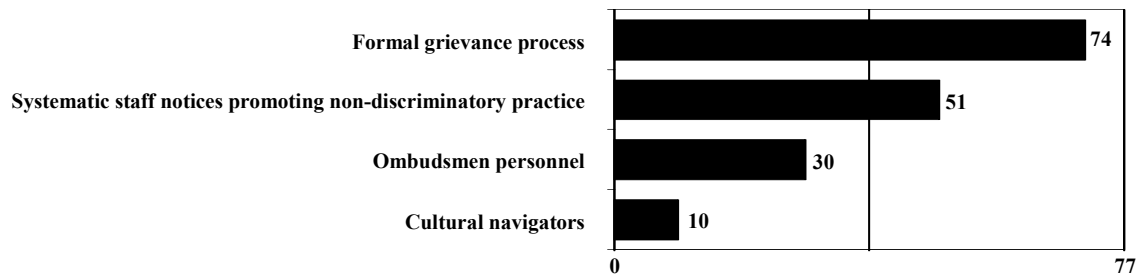 Formal grievance process 74
Systematic staff notices promoting non-discriminatory practice 51
Ombudsmen personnel 30
Cultural navigators 10
0 77